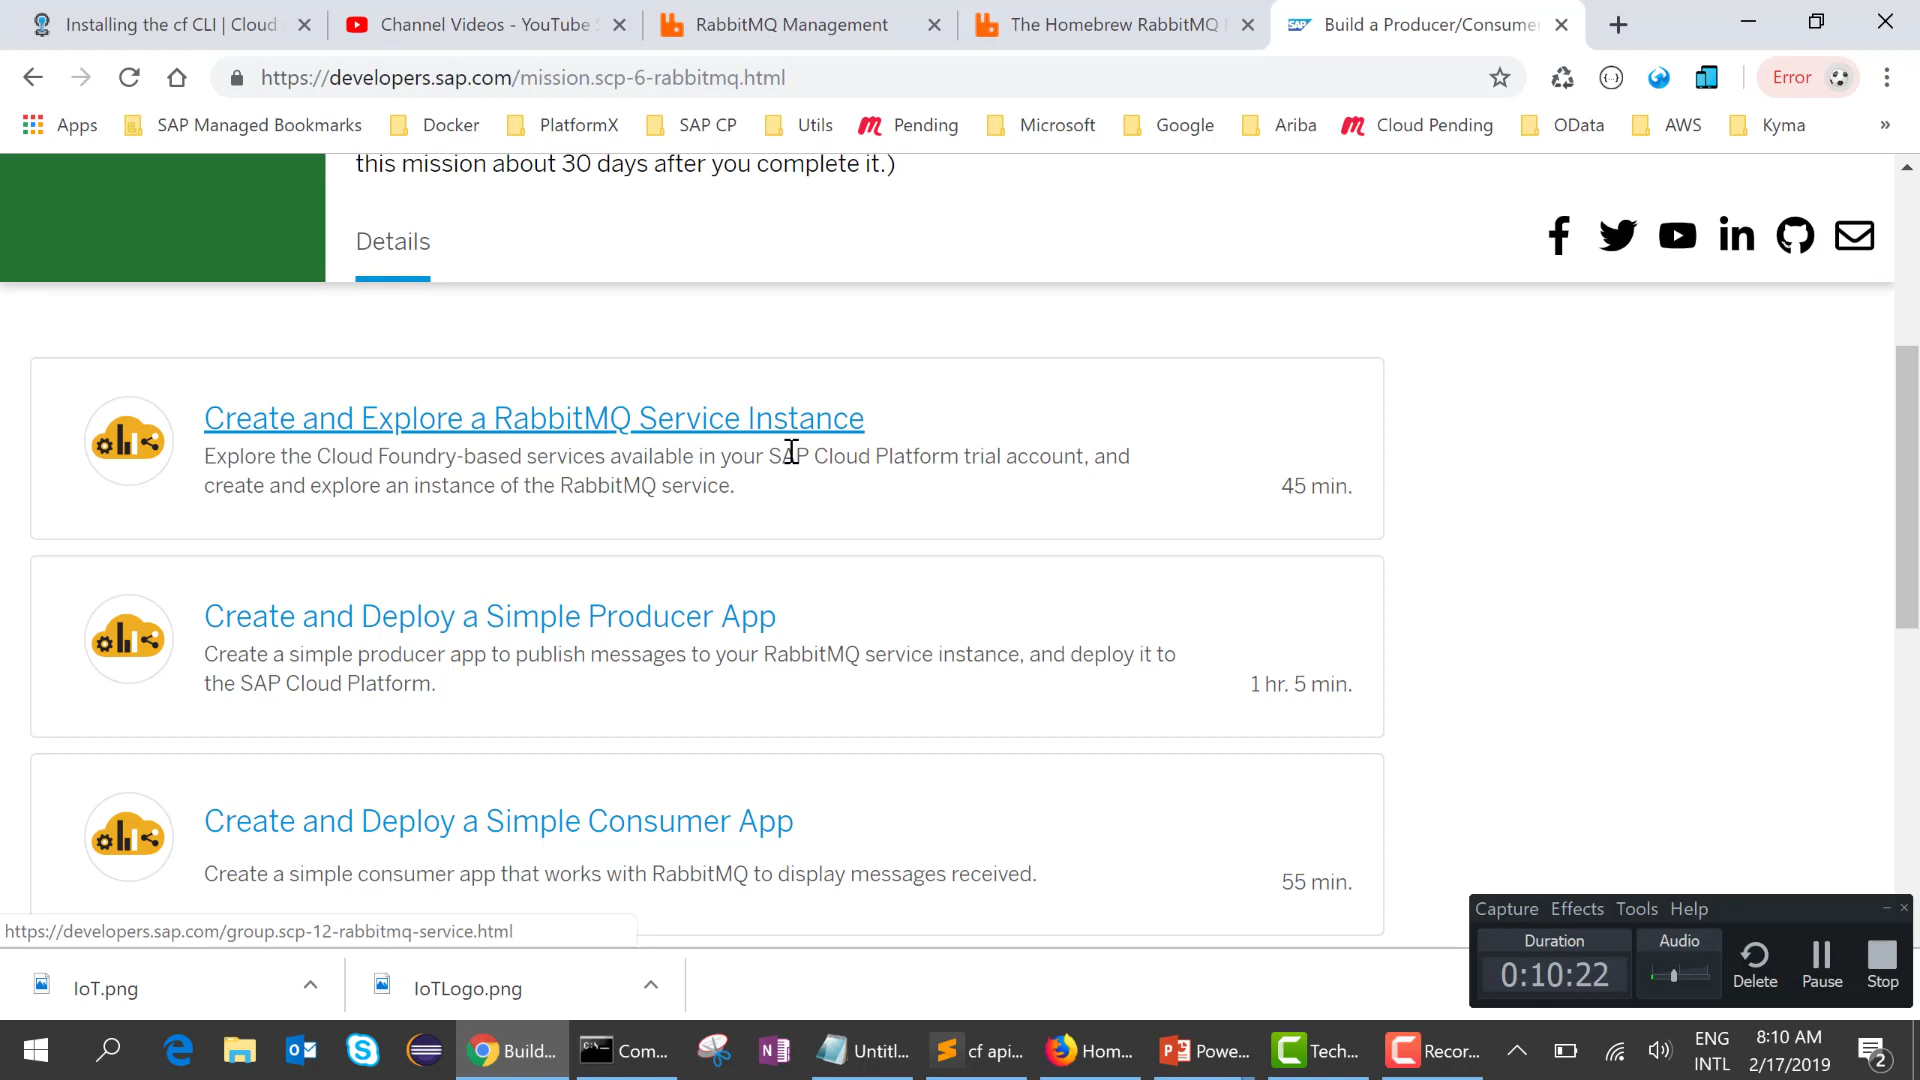 Installing the cf CLI | Cloud
Channel Videos - YouTube S
RabbitMQ Management
The Homebrew RabbitMQ F
SAP
Build a Producer/Consumer
https://developers.sap.com/mission.scp-6-rabbitmq.html
Error
Apps
SAP Managed Bookmarks
Docker
PlatformX
SAP CP
Utils
Pending
Microsoft
Google
Ariba
Cloud Pending
OData
AWS
Kyma
»
this mission about 30 days after you complete it.)
Details
Create and Explore a RabbitMQ Service Instance
Explore the Cloud Foundry-based services available in your SAP Cloud Platform trial account, and
create and explore an instance of the RabbitMQ service.
45 min.
Create and Deploy a Simple Producer App
Create a simple producer app to publish messages to your RabbitMQ service instance, and deploy it to
the SAP Cloud Platform.
1 hr. 5 min.
Create and Deploy a Simple Consumer App
Create a simple consumer app that works with RabbitMQ to display messages received.
55 min.
https://developers.sap.com/group.scp-12-rabbitmq-service.html
Capture Effects Tools Help
Duration
Audio
0:10:22
Delete
Pause
Stop
IoT.png
IoTLogo.png
Build...
Com...
Untitl...
cf api...
Hom...
Powe...
Tech...
Recor...
ENG
INTL
8:10 AM
2/17/2019
2